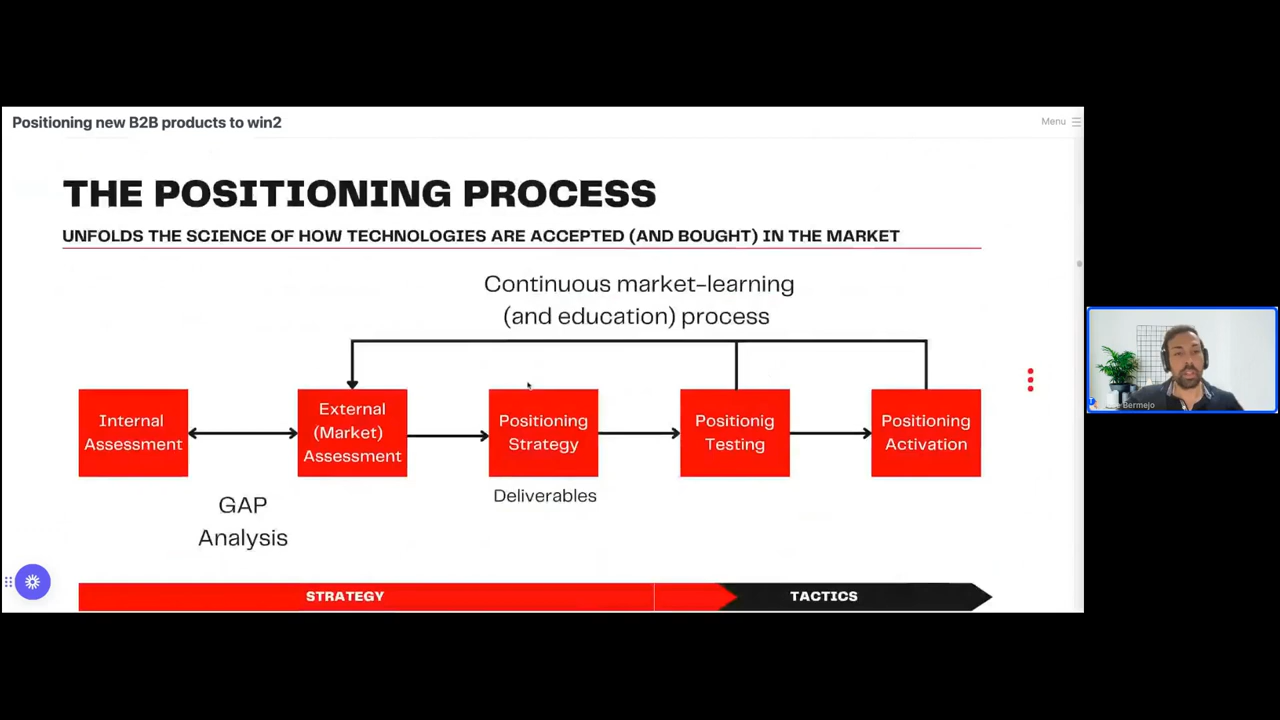 Positioning new B2B products to win2
Menu
THE POSITIONING PROCESS
UNFOLDS THE SCIENCE OF HOW TECHNOLOGIES ARE ACCEPTED (AND BOUGHT) IN THE MARKET
Continuous market-learning
(and education) process
Internal
Assessment
External
(Market)
Assessment
Positioning
Strategy
Positionig
Testing
Positioning
Activation
GAP
Analysis
Deliverables
STRATEGY
TACTICS
Bermejo